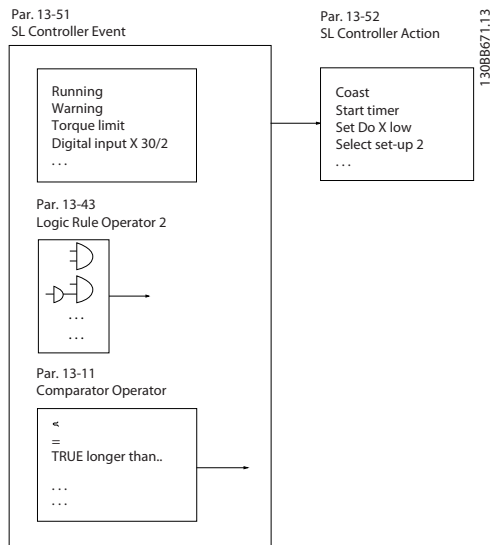 Par. 13-51
SL Controller Event
Par. 13-52
SL Controller Action
130BB671.13
Running
Warning
Torque limit
Digital input X 30/2
. . .
Coast
Start timer
Set Do X low
Select set-up 2
. . .
Par. 13-43
Logic Rule Operator 2
. . .
. . .
Par. 13-11
Comparator Operator
=
TRUE longer than..
. . .
. . .